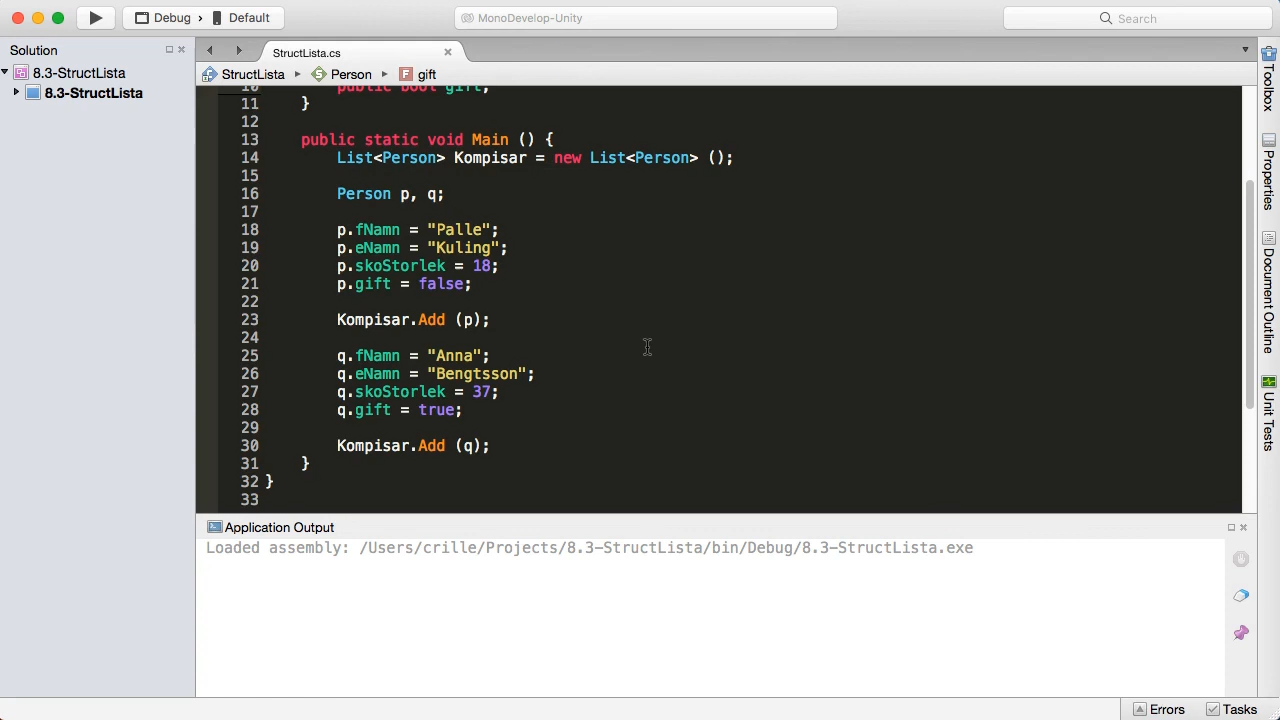 Debug
Default
MonoDevelop-Unity
Search
Solution
8.3-StructLista
8.3-StructLista
StructLista.cs
StructLista
Person
gift
10 public bool gift;
11 }
12
13 public static void Main () {
14 List<Person> Kompisar = new List<Person> ();
15
16 Person p, q;
17
18 p.fNamn = "Palle";
19 p.eNamn = "Kuling";
20 p.skoStorlek = 18;
21 p.gift = false;
22
23 Kompisar.Add (p);
24
25 q.fNamn = "Anna";
26 q.eNamn = "Bengtsson";
27 q.skoStorlek = 37;
28 q.gift = true;
29
30 Kompisar.Add (q);
31 }
32 }
33
Application Output
Loaded assembly: /Users/crille/Projects/8.3-StructLista/bin/Debug/8.3-StructLista.exe
Toolbox
Properties
Document Outline
Unit Tests
Errors
Tasks